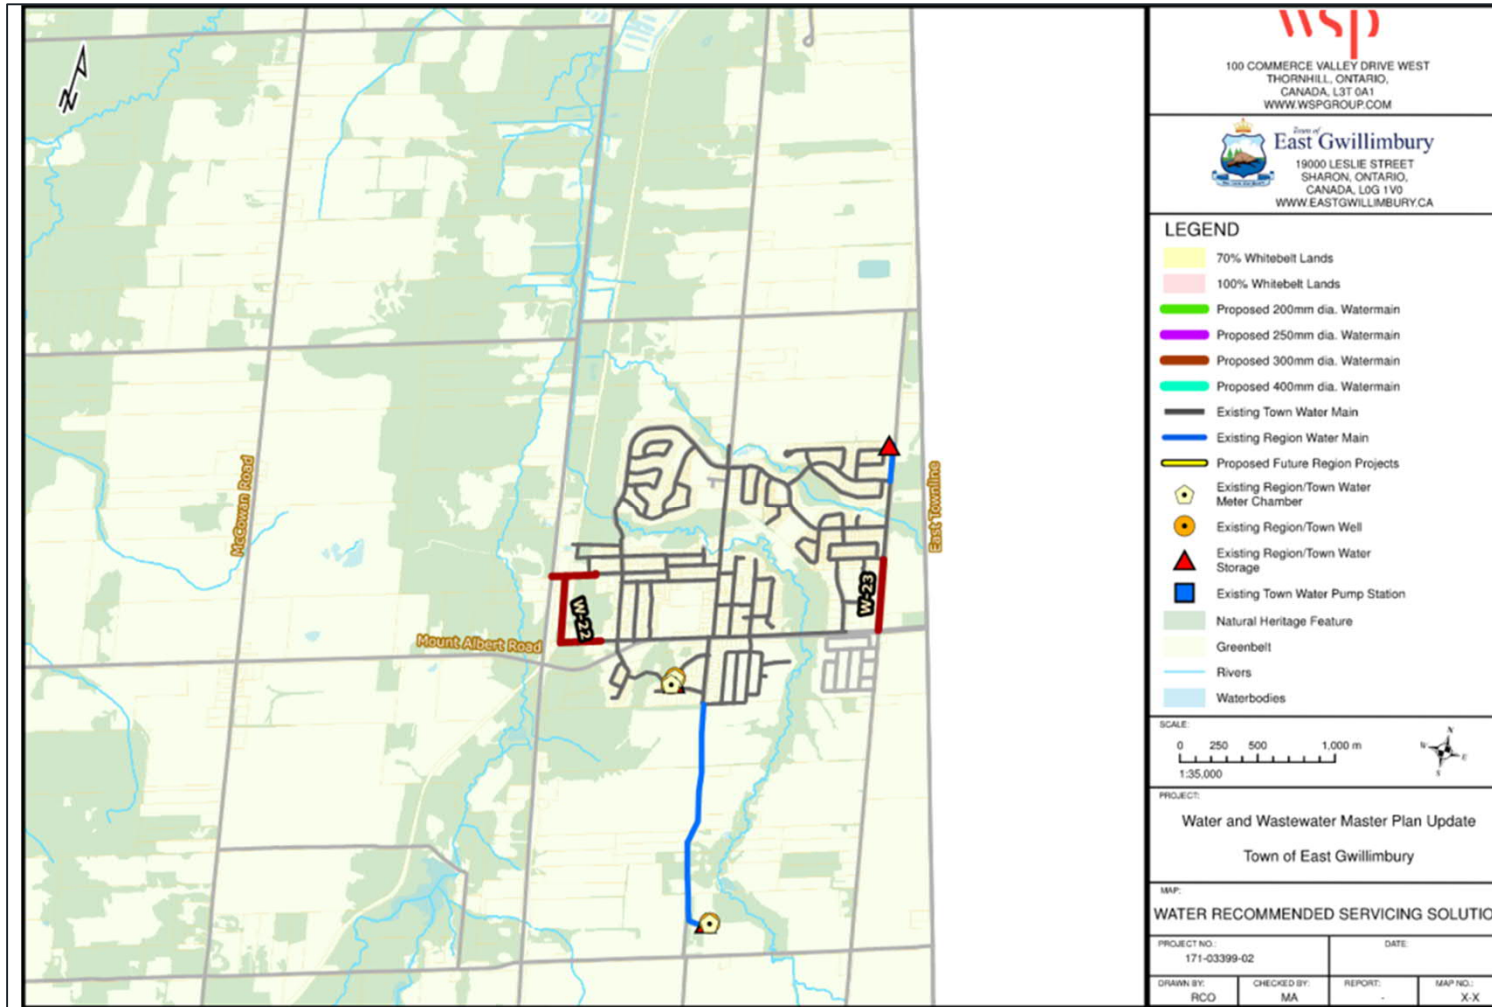 N
McCowan Road
Mount Albert Road
East Townline
W-22
W-23
wsp
100 COMMERCE VALLEY DRIVE WEST
THORNHILL, ONTARIO,
CANADA, L3T 0A1
WWW.WSPGROUP.COM
Town of
East Gwillimbury
19000 LESLIE STREET
SHARON, ONTARIO,
CANADA, L0G 1V0
WWW.EASTGWILLIMBURY.CA
LEGEND
70% Whitebelt Lands
100% Whitebelt Lands
Proposed 200mm dia. Watermain
Proposed 250mm dia. Watermain
Proposed 300mm dia. Watermain
Proposed 400mm dia. Watermain
Existing Town Water Main
Existing Region Water Main
Proposed Future Region Projects
Existing Region/Town Water
Meter Chamber
Existing Region/Town Well
Existing Region/Town Water
Storage
Existing Town Water Pump Station
Natural Heritage Feature
Greenbelt
Rivers
Waterbodies
SCALE:
0 250 500 1,000 m
1:35,000
N
W E
S
PROJECT:
Water and Wastewater Master Plan Update
Town of East Gwillimbury
MAP:
WATER RECOMMENDED SERVICING SOLUTIO
PROJECT NO.: DATE:
171-03399-02
DRAWN BY: CHECKED BY: REPORT: MAP NO.:
RCO MA - X-X